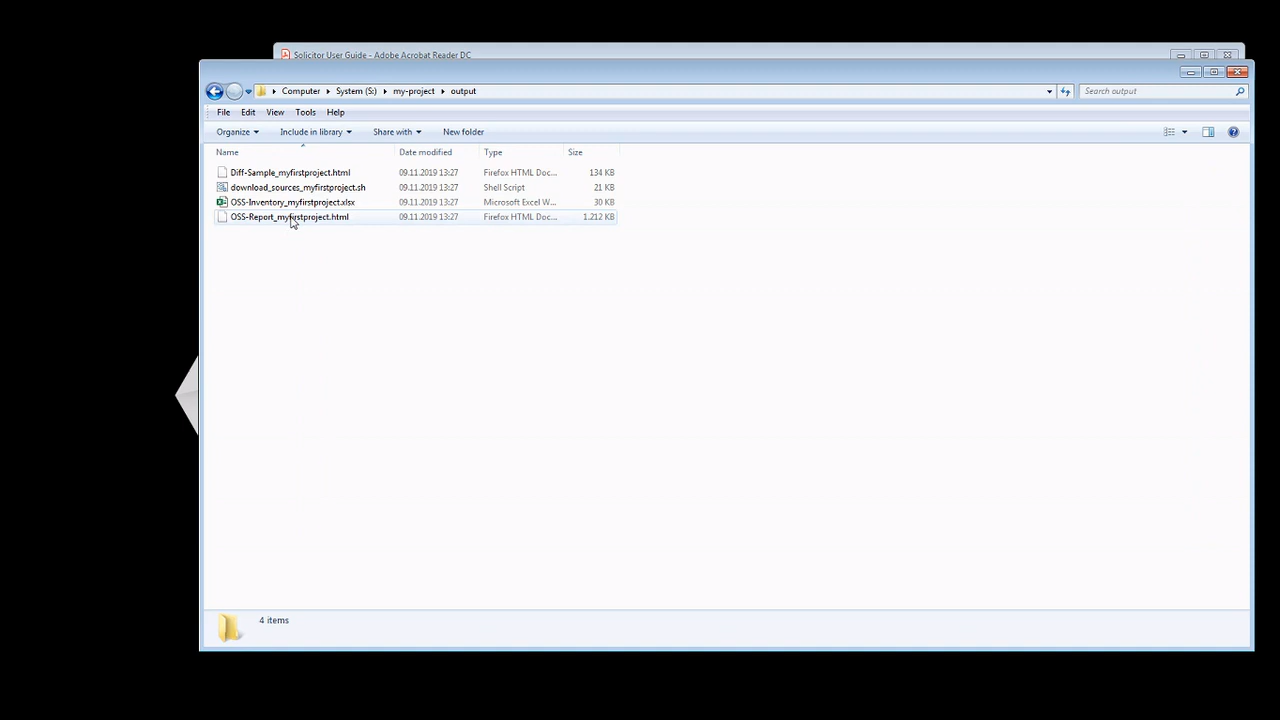 Solicitor User Guide - Adobe Acrobat Reader DC
Computer System (S:) my-project output
Search output
File Edit View Tools Help
Organize Include in library Share with New folder
Name Date modified Type Size
Diff-Sample_myfirstproject.html 09.11.2019 13:27 Firefox HTML Doc... 134 KB
download_sources_myfirstproject.sh 09.11.2019 13:27 Shell Script 21 KB
OSS-Inventory_myfirstproject.xlsx 09.11.2019 13:27 Microsoft Excel W... 30 KB
OSS-Report_myfirstproject.html 09.11.2019 13:27 Firefox HTML Doc... 1.212 KB
4 items